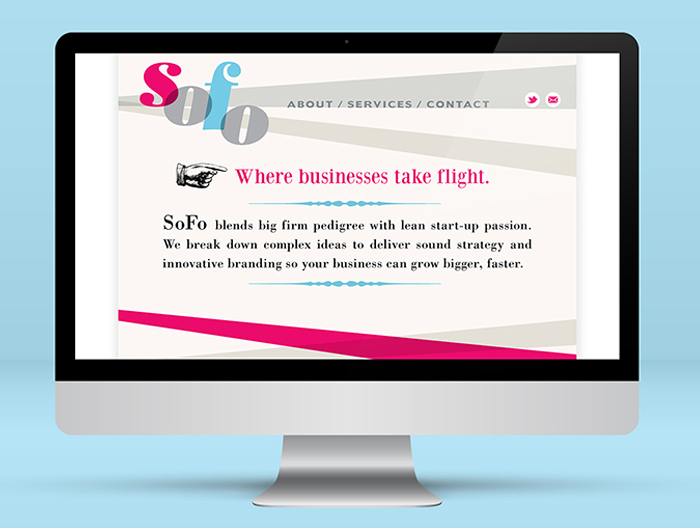 Sofo
ABOUT / SERVICES / CONTACT
Where businesses take flight.
SoFo blends big firm pedigree with lean start-up passion.
We break down complex ideas to deliver sound strategy and
innovative branding so your business can grow bigger, faster.